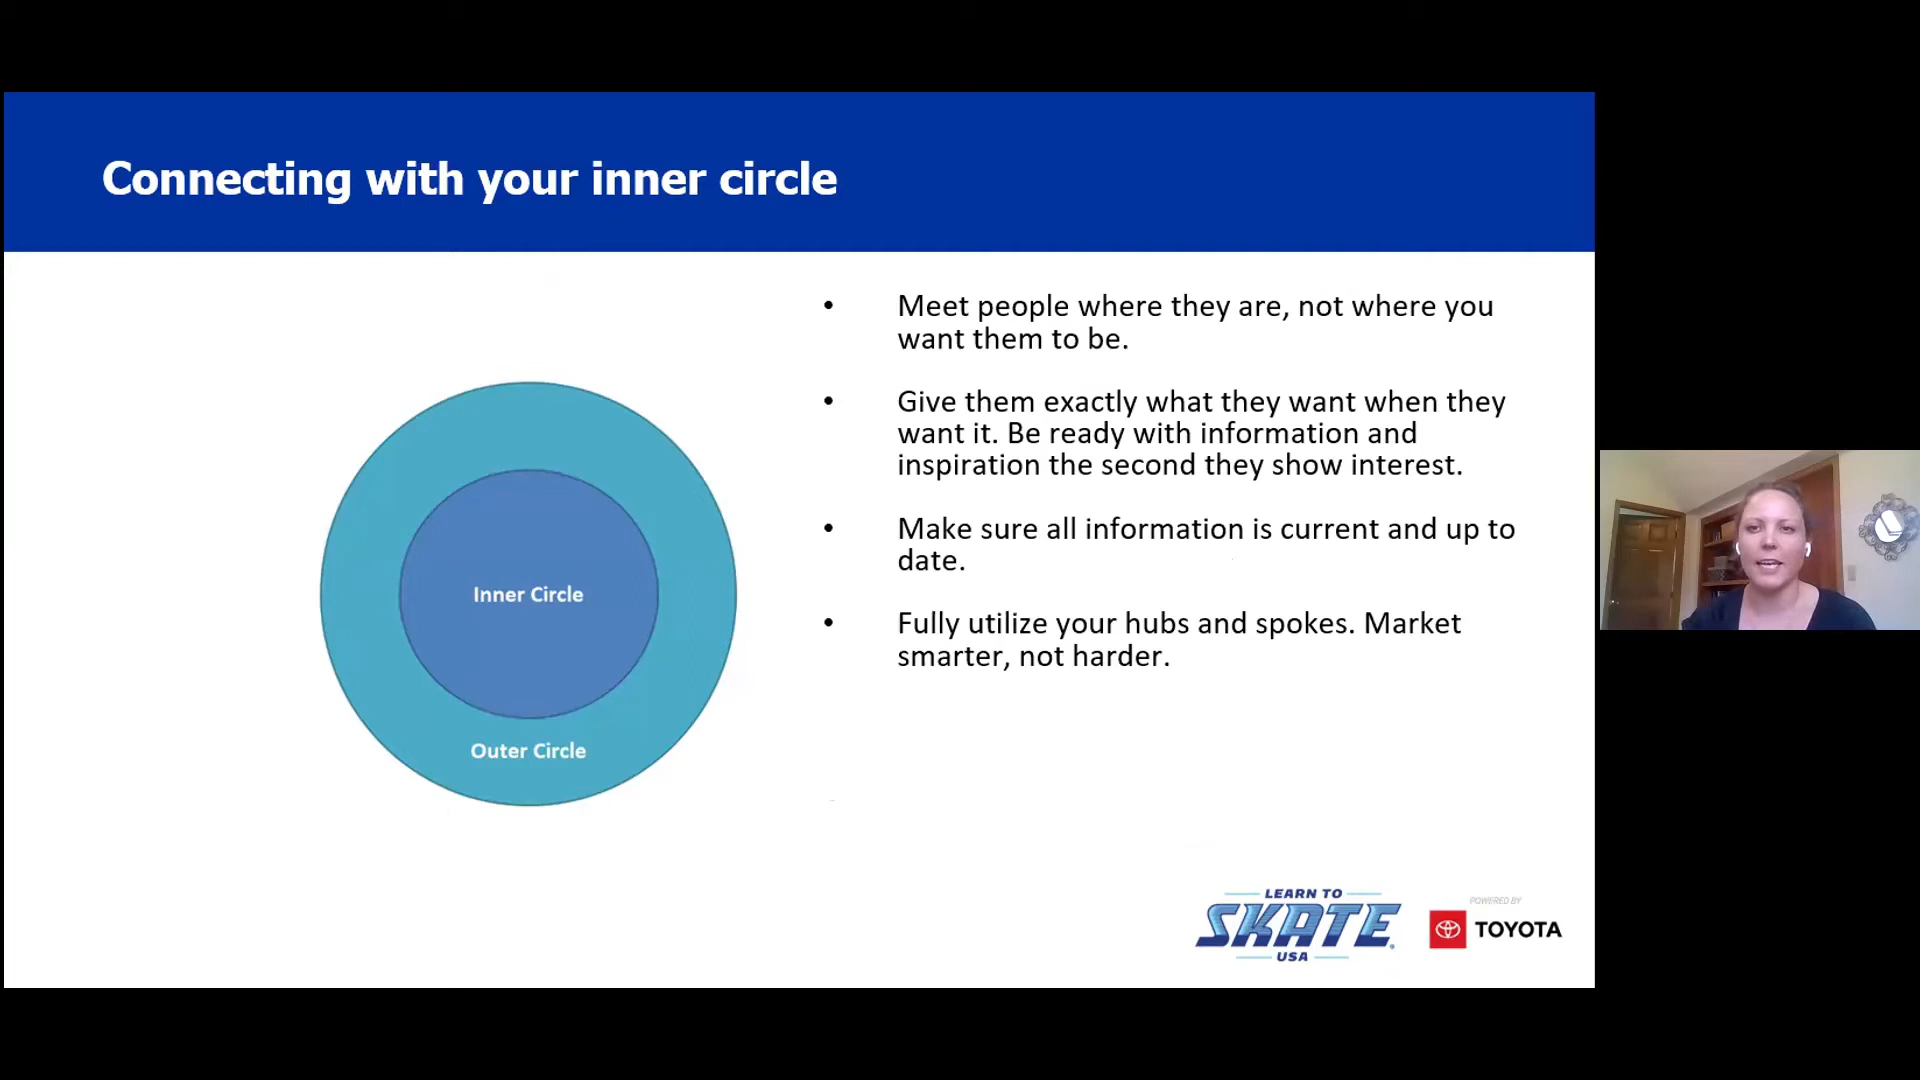 Connecting with your inner circle
• Meet people where they are, not where you
want them to be.
• Give them exactly what they want when they
want it. Be ready with information and
inspiration the second they show interest.
• Make sure all information is current and up to
date.
• Fully utilize your hubs and spokes. Market
smarter, not harder.
Inner Circle
Outer Circle
LEARN TO
SKATE®
USA
POWERED BY
TOYOTA